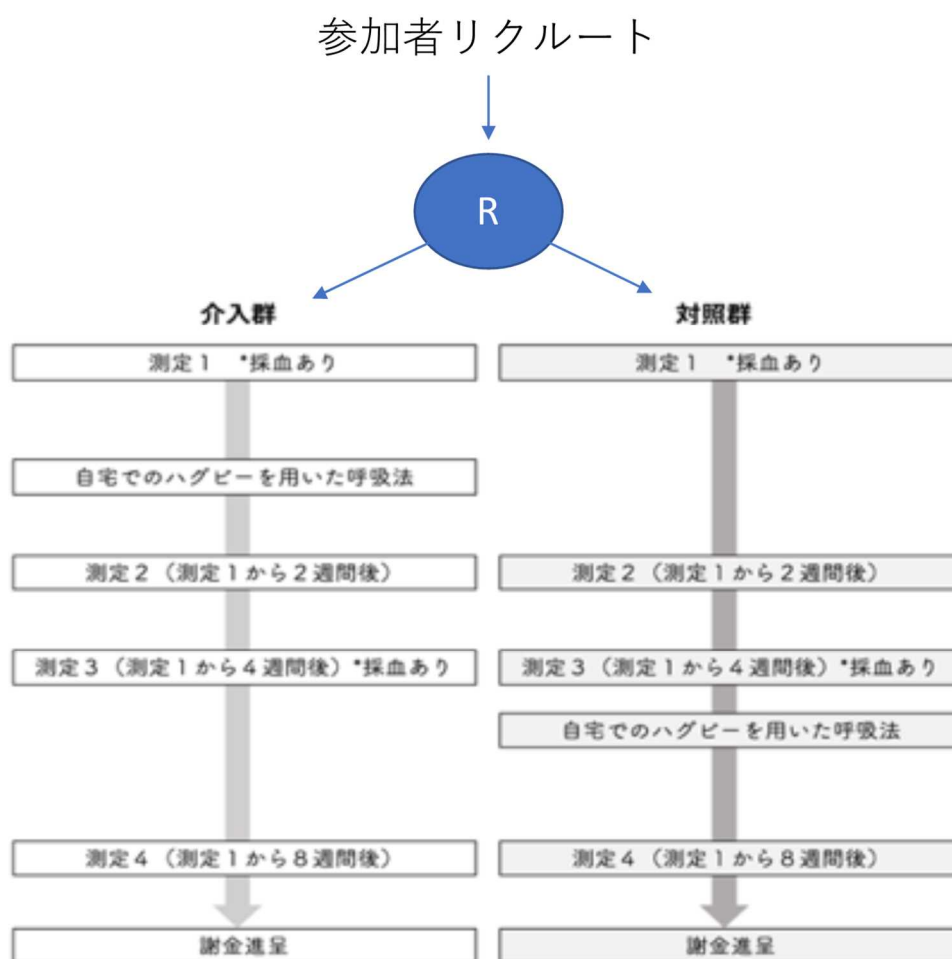 参加者リクルート
R
介入群
測定1 *採血あり
自宅でのハグビーを用いた呼吸法
測定2（測定1から2週間後）
測定3（測定1から4週間後）*採血あり
測定4（測定1から8週間後）
謝金進呈
対照群
測定1 *採血あり
測定2（測定1から2週間後）
測定3（測定1から4週間後）*採血あり
自宅でのハグビーを用いた呼吸法
測定4（測定1から8週間後）
謝金進呈